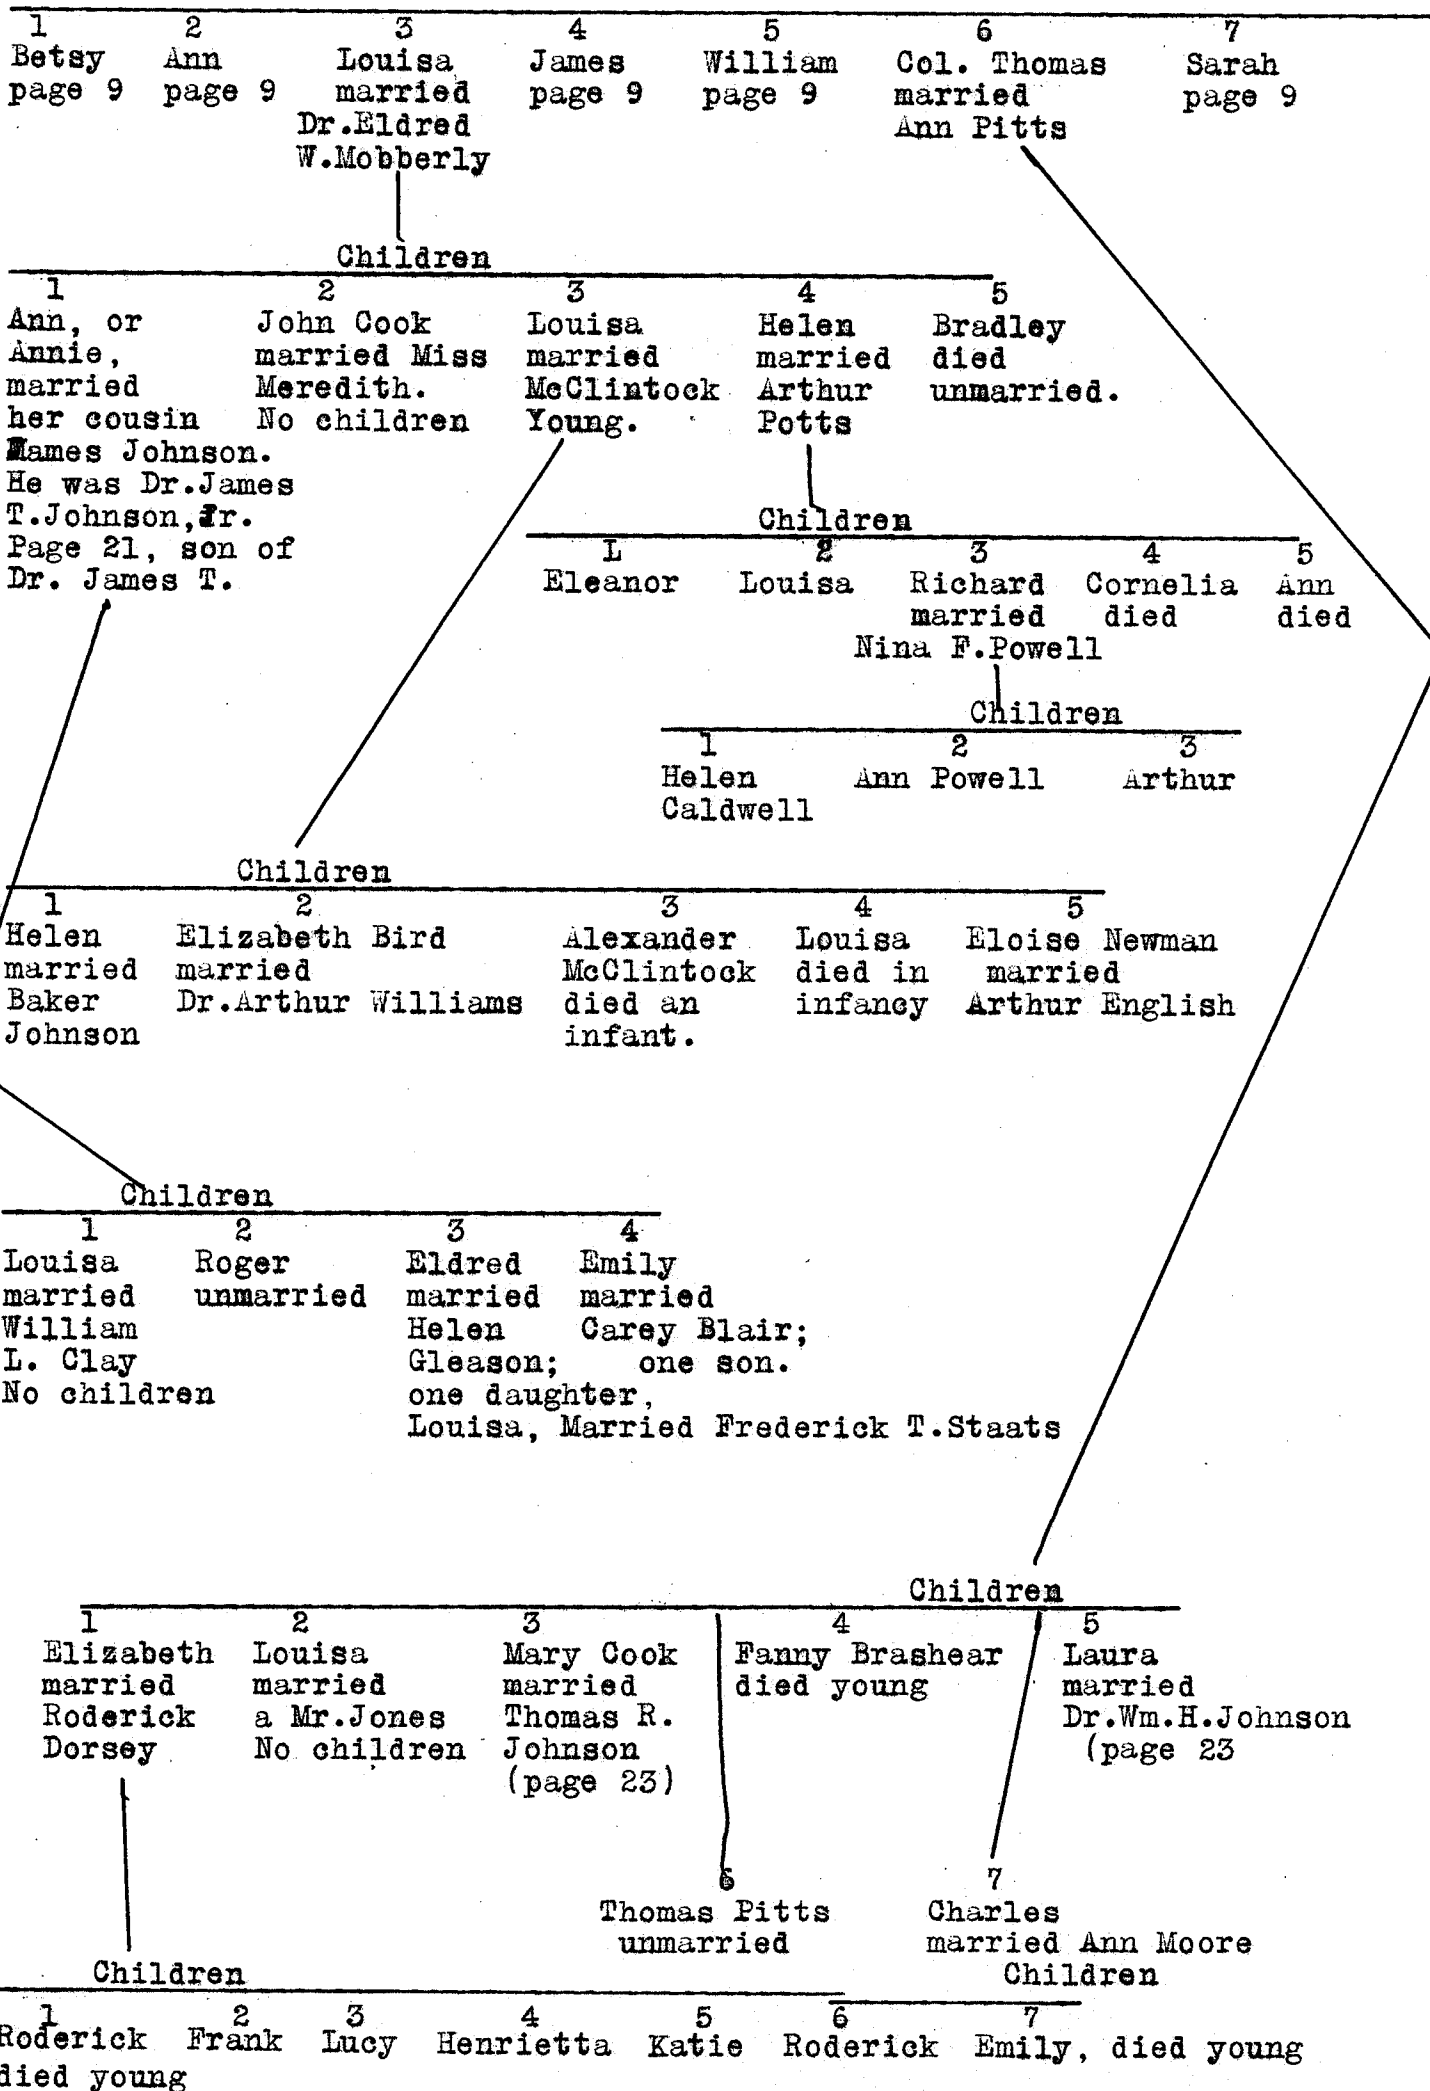 1 2 3 4 5 6 7
Betsy Ann Louisa James William Col. Thomas Sarah
page 9 page 9 married page 9 page 9 married page 9
Dr.Eldred Ann Pitts
W.Mobberly
Children
1 2 3 4 5
Ann, or John Cook Louisa Helen Bradley
Annie, married Miss married married died
married Meredith. McClintock Arthur unmarried.
her cousin No children Young. Potts
James Johnson.
He was Dr.James
T.Johnson,Jr.
Page 21, son of
Dr. James T.
Children
L 2 3 4 5
Eleanor Louisa Richard Cornelia Ann
married died died
Nina F.Powell
Children
1 2 3
Helen Ann Powell Arthur
Caldwell
Children
1 2 3 4 5
Helen Elizabeth Bird Alexander Louisa Eloise Newman
married married McClintock died in married
Baker Dr.Arthur Williams died an infancy Arthur English
Johnson infant.
Children
1 2 3 4
Louisa Roger Eldred Emily
married unmarried married married
William Helen Carey Blair;
L. Clay Gleason; one son.
No children one daughter,
Louisa, Married Frederick T.Staats
Children
1 2 3 4 5
Elizabeth Louisa Mary Cook Fanny Brashear Laura
married married married died young married
Roderick a Mr.Jones Thomas R. Dr.Wm.H.Johnson
Dorsey No children Johnson (page 23
(page 23)
6 7
Thomas Pitts Charles
unmarried married Ann Moore
Children Children
1 2 3 4 5 6 7
Roderick Frank Lucy Henrietta Katie Roderick Emily, died young
died young